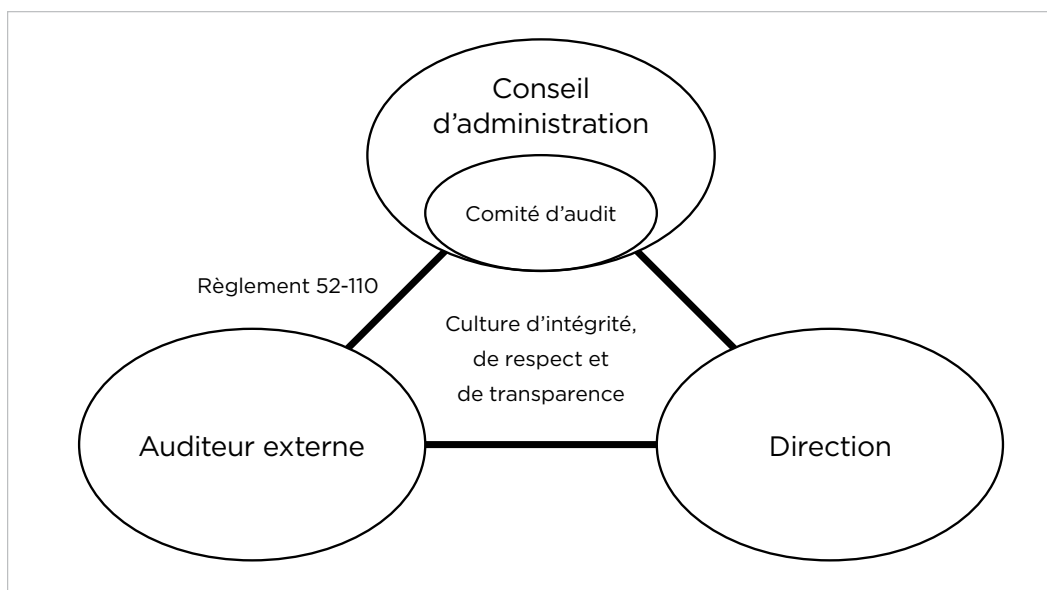 Conseil
d'administration
Comité d’audit
Règlement 52-110
Culture d’intégrité,
de respect et
de transparence
Auditeur externe
Direction